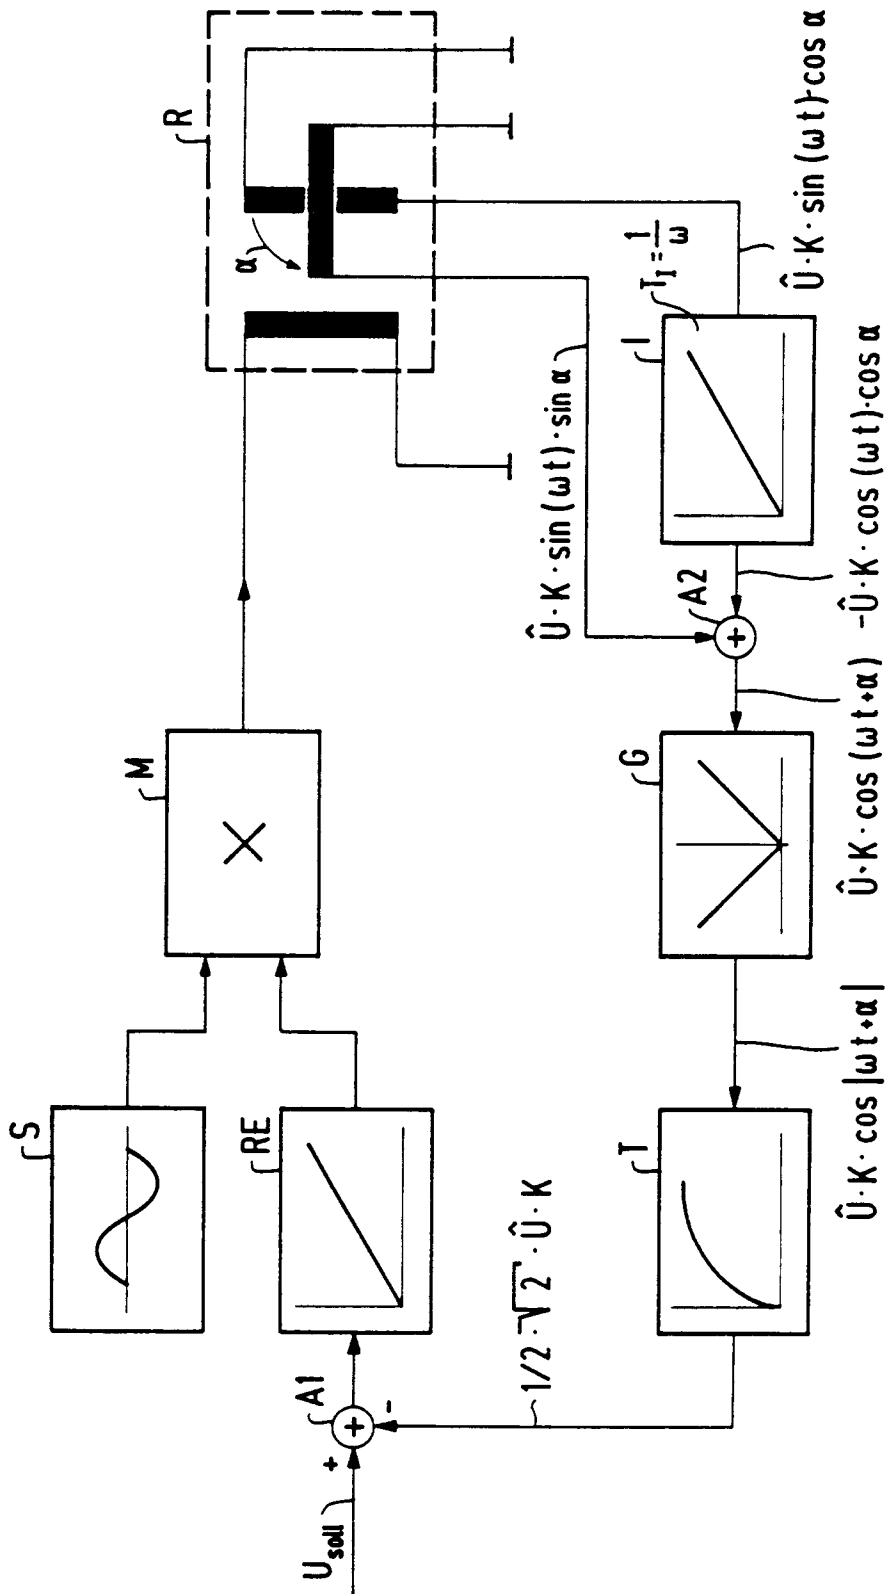 S
M
R
α
U_soll
+
A1
+
-
RE
1/2·√2·Û·K
Û·K·sin(ωt)·sin α
T
G
A2
+
I
T_I = 1/ω
Û·K·cos|ωt+α|
Û·K·cos(ωt+α)
-Û·K·cos(ωt)·cos α
Û·K·sin(ωt)·cos α